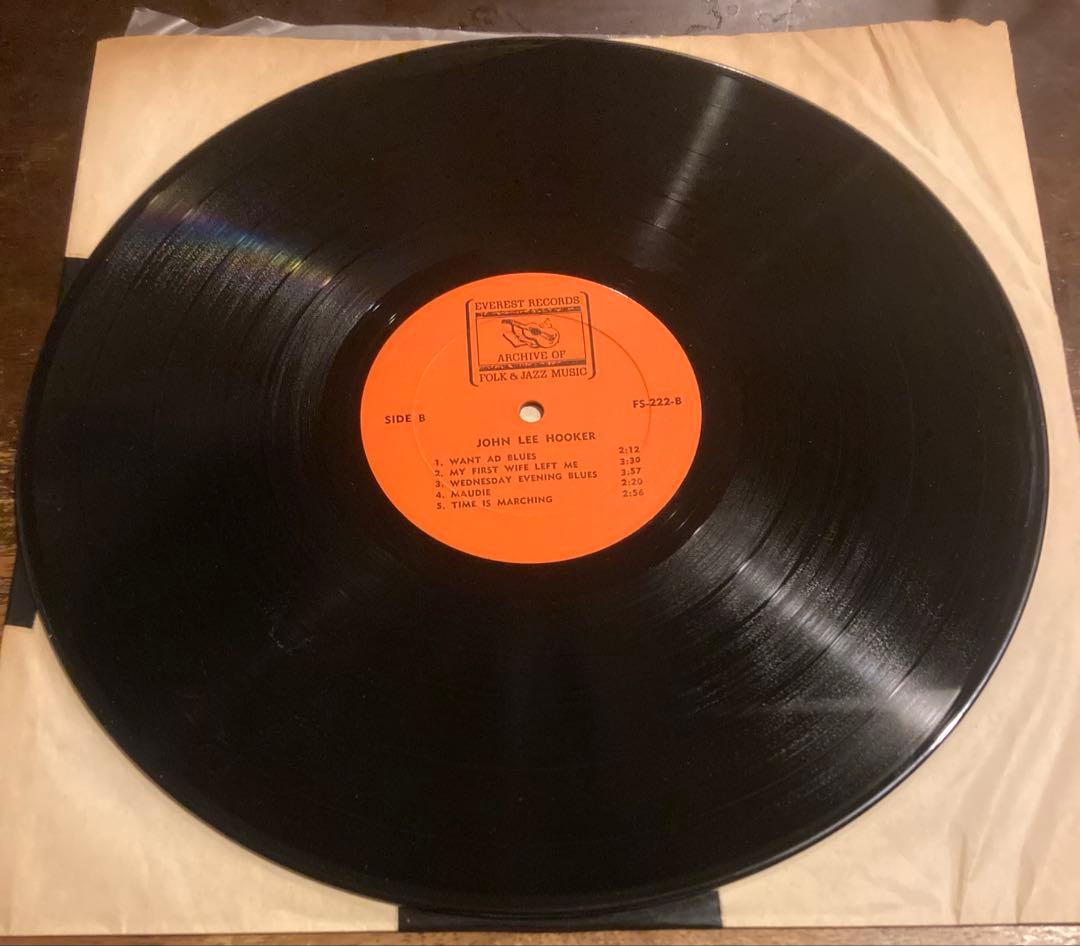 EVEREST RECORDS
ARCHIVE OF
FOLK & JAZZ MUSIC
SIDE B
FS-222-B
JOHN LEE HOOKER
1. WANT AD BLUES 2:12
2. MY FIRST WIFE LEFT ME 3:30
3. WEDNESDAY EVENING BLUES 3.57
4. MAUDIE 2:20
5. TIME IS MARCHING 2:56